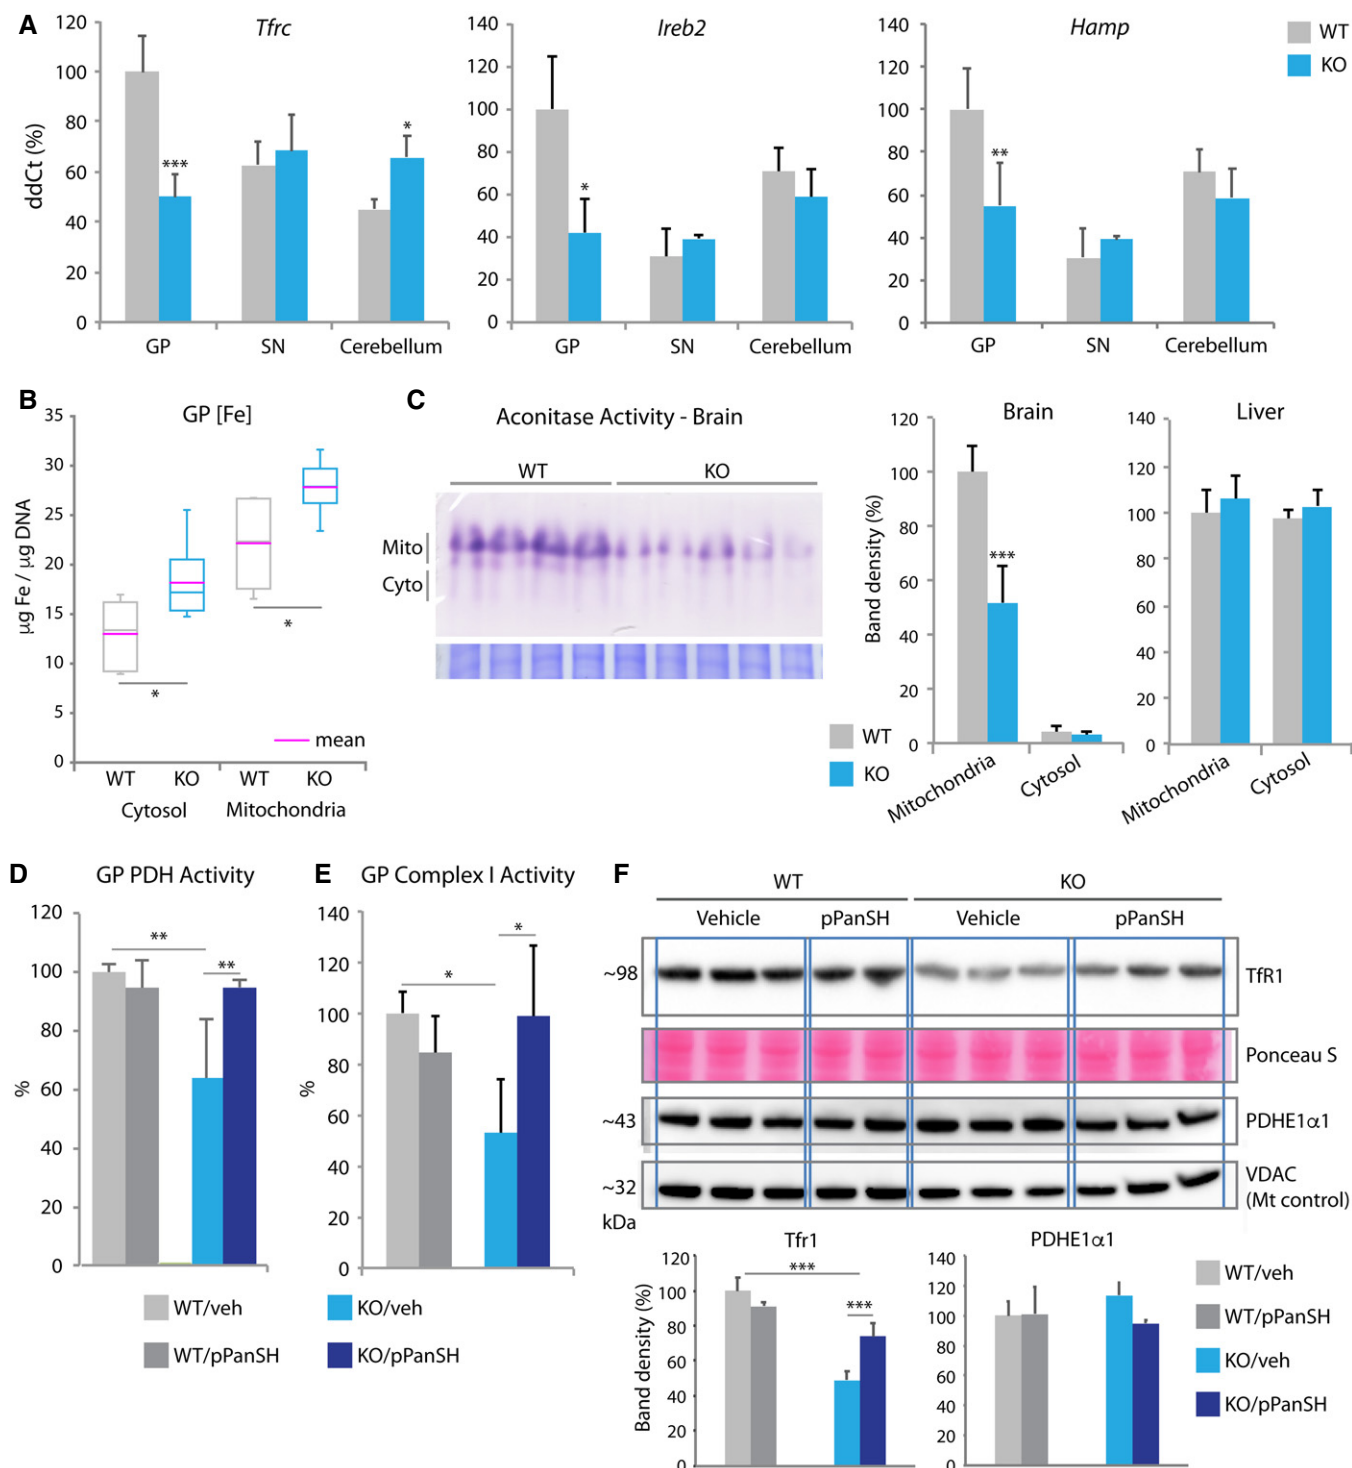 A
Tfrc
Ireb2
Hamp
WT
KO
ddCt (%)
120
100
80
60
40
20
0
GP
SN
Cerebellum
***
*
140
120
100
80
60
40
20
0
GP
SN
Cerebellum
*
140
120
100
80
60
40
20
0
GP
SN
Cerebellum
**
B
GP [Fe]
µg Fe / µg DNA
35
30
25
20
15
10
5
0
*
*
mean
WT
KO
WT
KO
Cytosol
Mitochondria
C
Aconitase Activity - Brain
WT
KO
Mito
Cyto
WT
KO
Brain
Band density (%)
120
100
80
60
40
20
0
***
Mitochondria
Cytosol
Liver
140
120
100
80
60
40
20
0
Mitochondria
Cytosol
D
GP PDH Activity
%
120
100
80
60
40
20
0
**
**
E
GP Complex I Activity
%
140
120
100
80
60
40
20
0
*
*
WT/veh
WT/pPanSH
KO/veh
KO/pPanSH
F
WT
KO
Vehicle
pPanSH
Vehicle
pPanSH
~98
TfR1
Ponceau S
~43
PDHE1α1
~32
VDAC
(Mt control)
kDa
Tfr1
Band density (%)
120
100
80
60
40
20
0
***
***
PDHE1α1
140
120
100
80
60
40
20
0
WT/veh
WT/pPanSH
KO/veh
KO/pPanSH